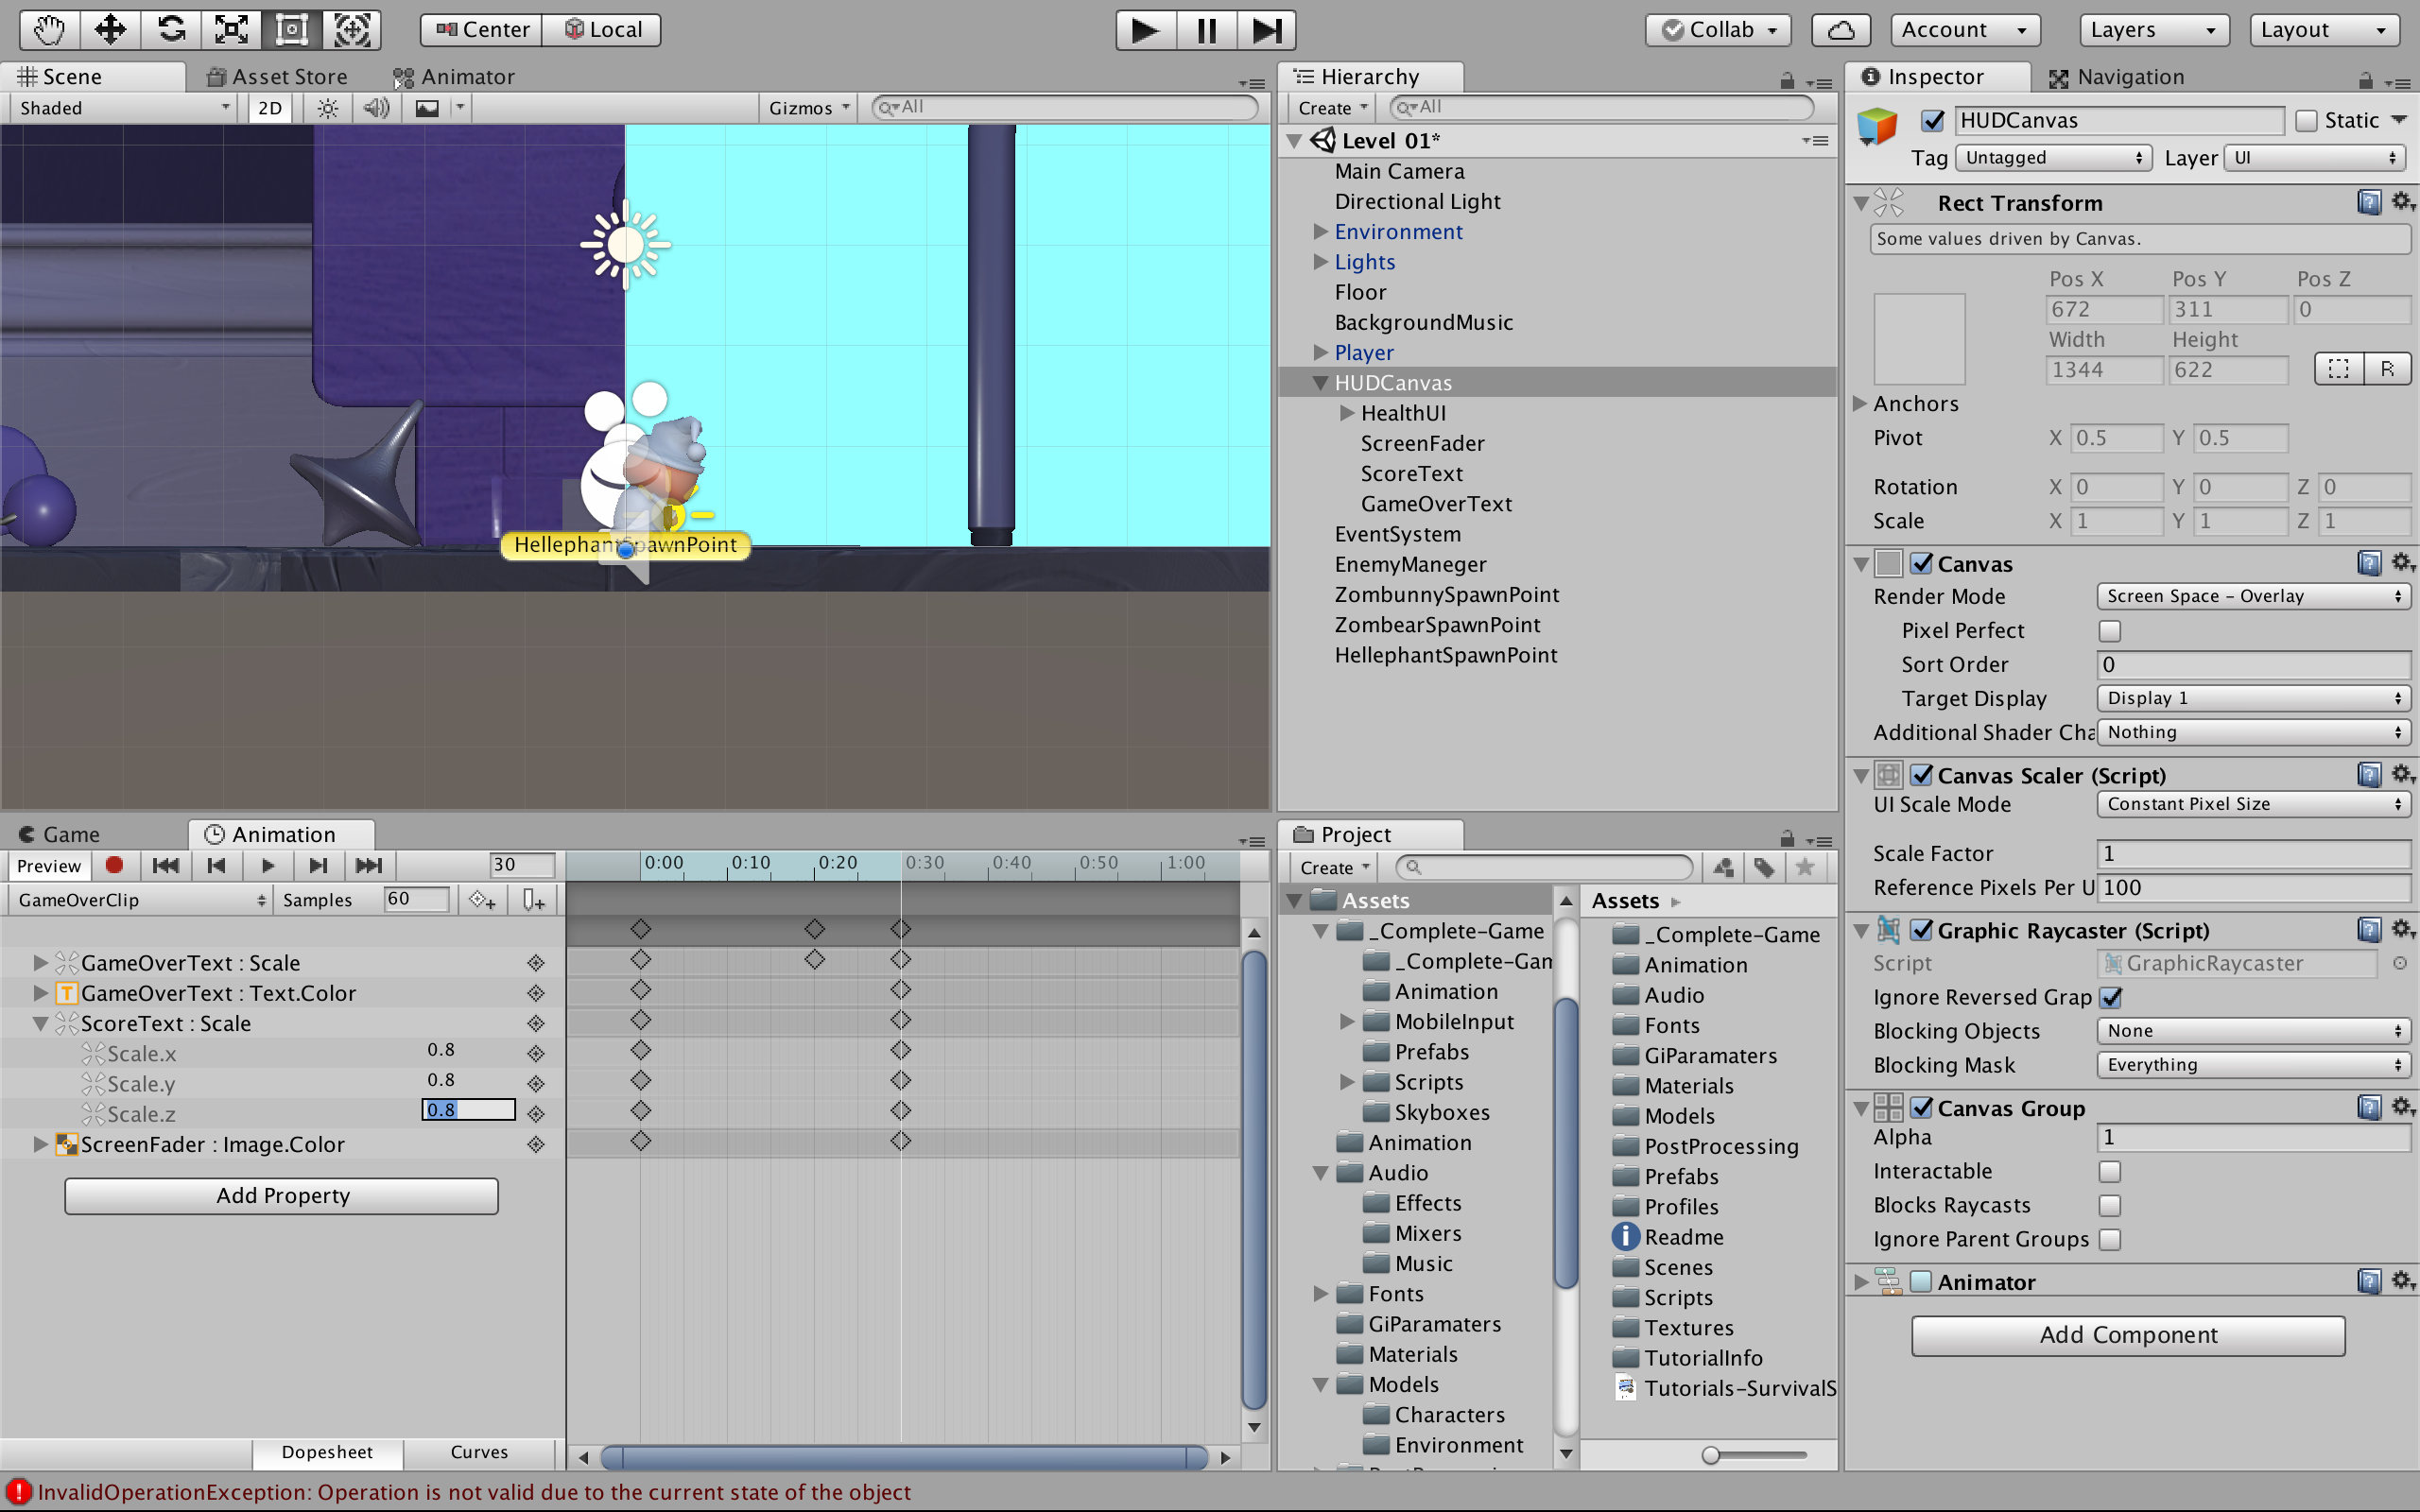 Center Local Collab Account Layers Layout
Scene Asset Store Animator
Shaded 2D Gizmos All
HellephantSpawnPoint
Hierarchy
Create All
Level 01*
Main Camera
Directional Light
Environment
Lights
Floor
BackgroundMusic
Player
HUDCanvas
HealthUI
ScreenFader
ScoreText
GameOverText
EventSystem
EnemyManeger
ZombunnySpawnPoint
ZombearSpawnPoint
HellephantSpawnPoint
Inspector Navigation
HUDCanvas Static
Tag Untagged Layer UI
Rect Transform
Some values driven by Canvas.
Pos X Pos Y Pos Z
672 311 0
Width Height
1344 622 R
Anchors
Pivot X 0.5 Y 0.5
Rotation X 0 Y 0 Z 0
Scale X 1 Y 1 Z 1
Canvas
Render Mode Screen Space - Overlay
Pixel Perfect
Sort Order 0
Target Display Display 1
Additional Shader Cha Nothing
Canvas Scaler (Script)
UI Scale Mode Constant Pixel Size
Scale Factor 1
Reference Pixels Per U 100
Graphic Raycaster (Script)
Script GraphicRaycaster
Ignore Reversed Grap
Blocking Objects None
Blocking Mask Everything
Canvas Group
Alpha 1
Interactable
Blocks Raycasts
Ignore Parent Groups
Animator
Add Component
Game Animation
Preview 30 0:00 0:10 0:20 0:30 0:40 0:50 1:00
GameOverClip Samples 60
GameOverText : Scale
GameOverText : Text.Color
ScoreText : Scale
Scale.x 0.8
Scale.y 0.8
Scale.z 0.8
ScreenFader : Image.Color
Add Property
Dopesheet Curves
Project
Create
Assets
_Complete-Game
_Complete-Gam
Animation
MobileInput
Prefabs
Scripts
Skyboxes
Animation
Audio
Effects
Mixers
Music
Fonts
GiParamaters
Materials
Models
Characters
Environment
Assets
_Complete-Game
Animation
Audio
Fonts
GiParamaters
Materials
Models
PostProcessing
Prefabs
Profiles
Readme
Scenes
Scripts
Textures
TutorialInfo
Tutorials-SurvivalS
InvalidOperationException: Operation is not valid due to the current state of the object